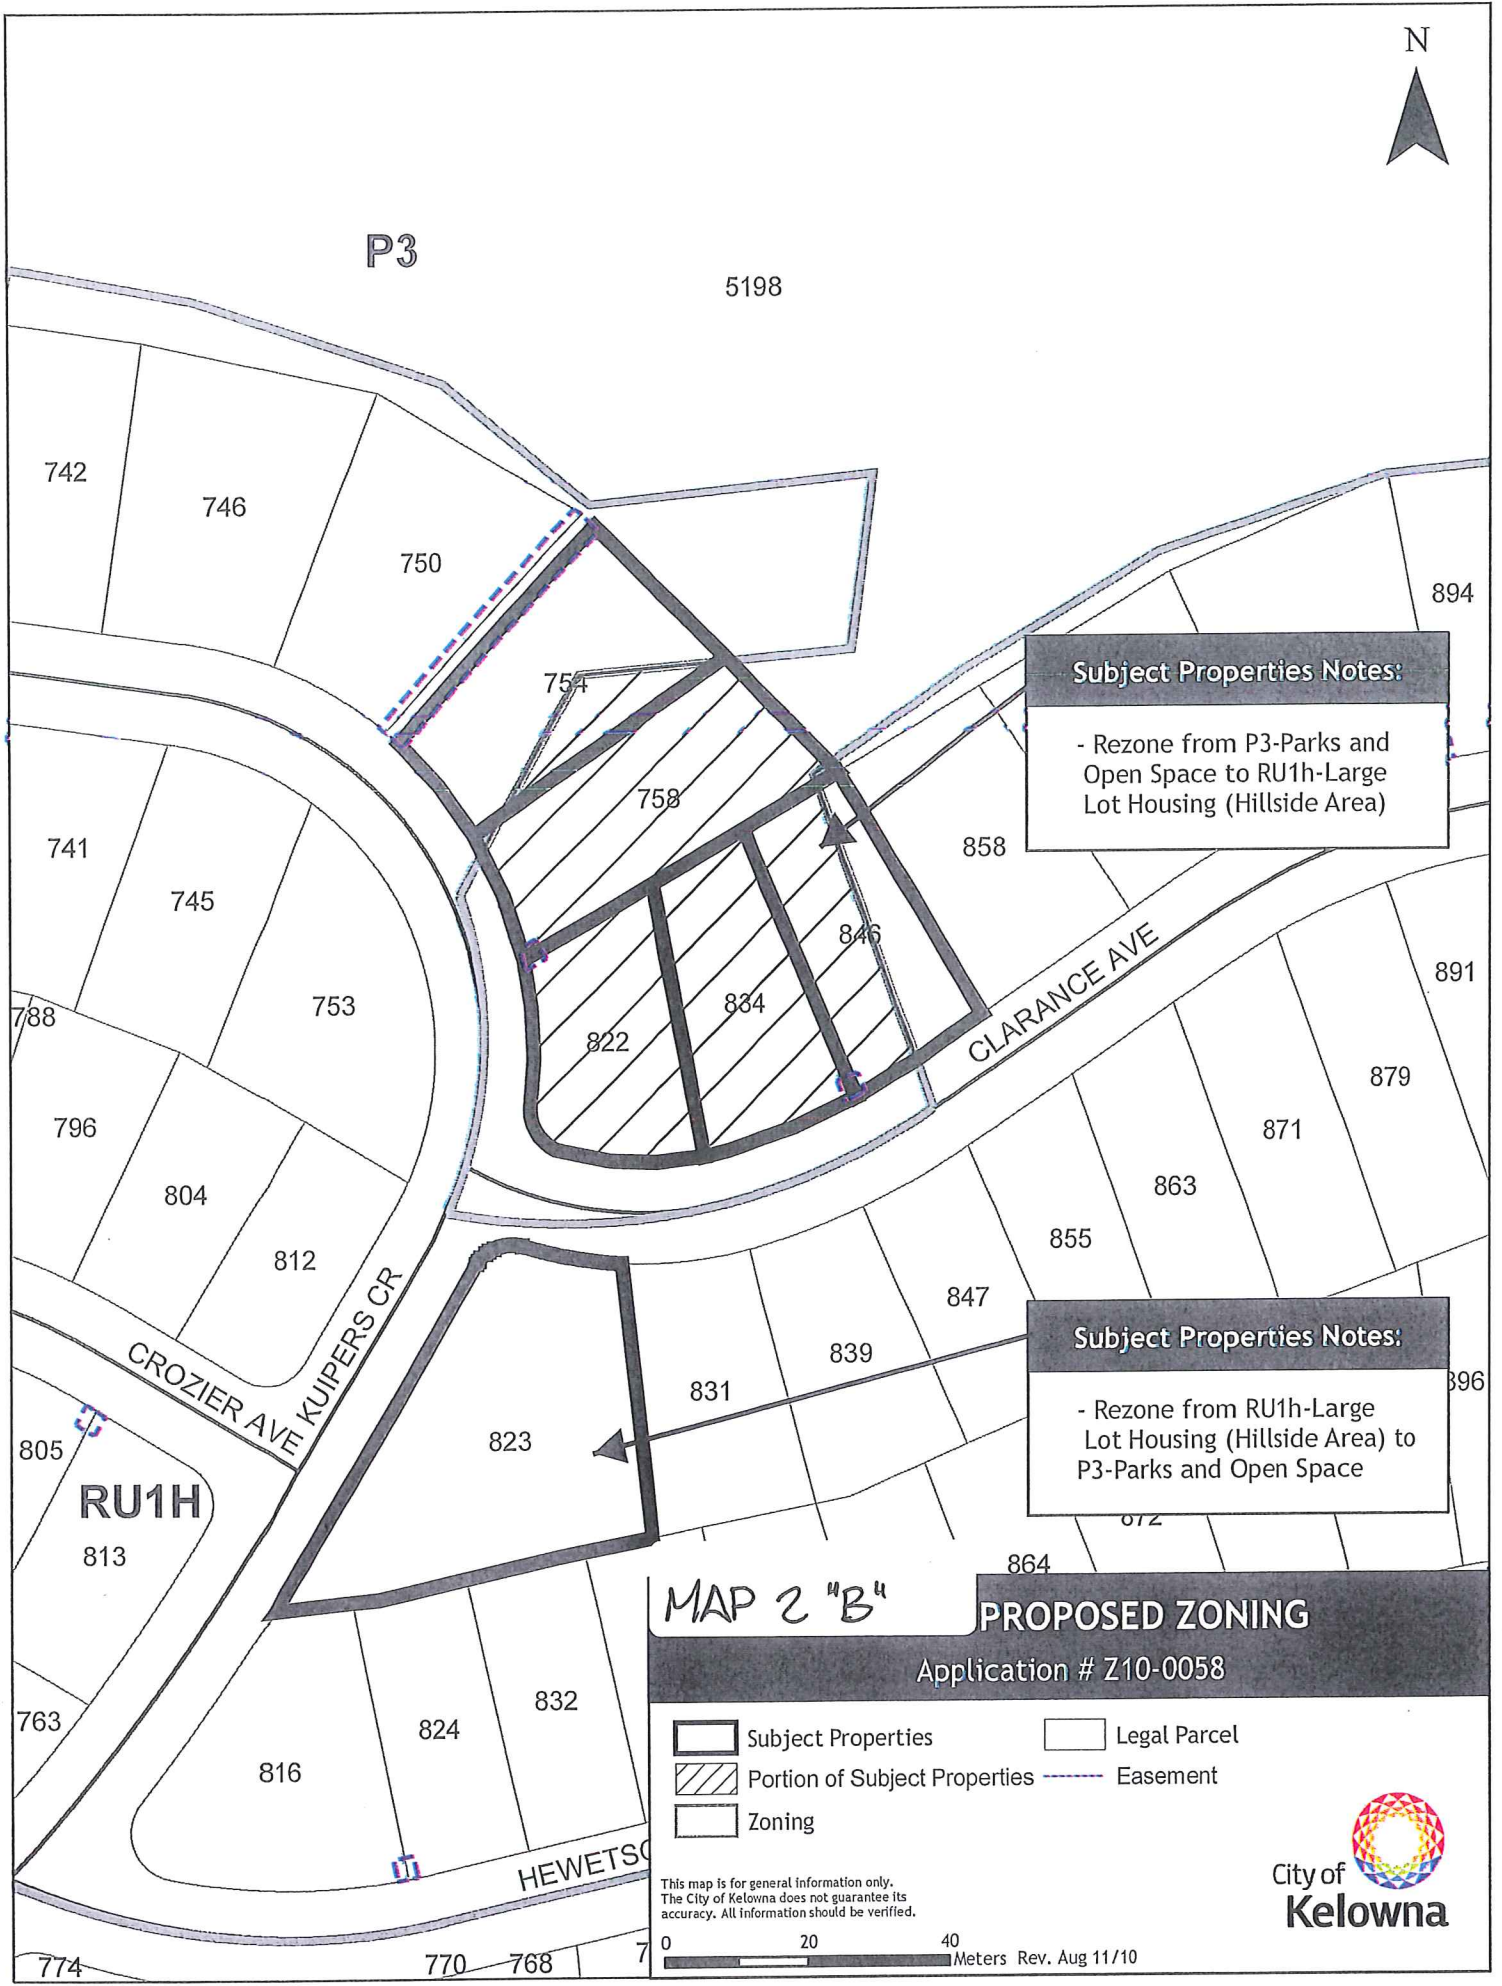 N
P3
5198
742
746
750
894
754
Subject Properties Notes:
- Rezone from P3-Parks and
Open Space to RU1h-Large
Lot Housing (Hillside Area)
758
741
745
858
846
753
834
822
788
CLARANCE AVE
891
879
871
796
804
812
863
855
847
KUIPERS CR
CROZIER AVE
839
831
823
Subject Properties Notes:
- Rezone from RU1h-Large
Lot Housing (Hillside Area) to
P3-Parks and Open Space
896
805
RU1H
813
872
864
MAP 2 "B"
PROPOSED ZONING
Application # Z10-0058
763
816
824
832
Subject Properties
Legal Parcel
Portion of Subject Properties
Easement
Zoning
HEWETSO
This map is for general information only.
The City of Kelowna does not guarantee its
accuracy. All information should be verified.
City of
Kelowna
0 20 40
Meters Rev. Aug 11/10
774
770
768
7